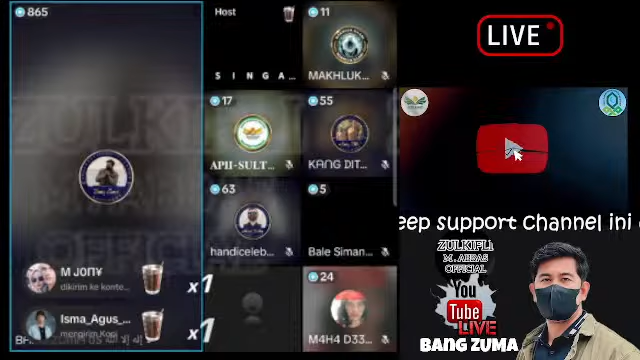 865
Host
11
S I N G A . . .
MAKHLUK...
LIVE
17
55
APII-SULT...
KANG DIT...
63
5
handiceleb...
Bale Siman...
eep support channel ini
24
M4H4 D33...
M JOП¥
dikirim ke konte...
x1
Isma_Agus_...
mengirim Kopi
x1
ZULKIFLI
M. ABBAS
OFFICIAL
You
Tube
LIVE
BANG ZUMA